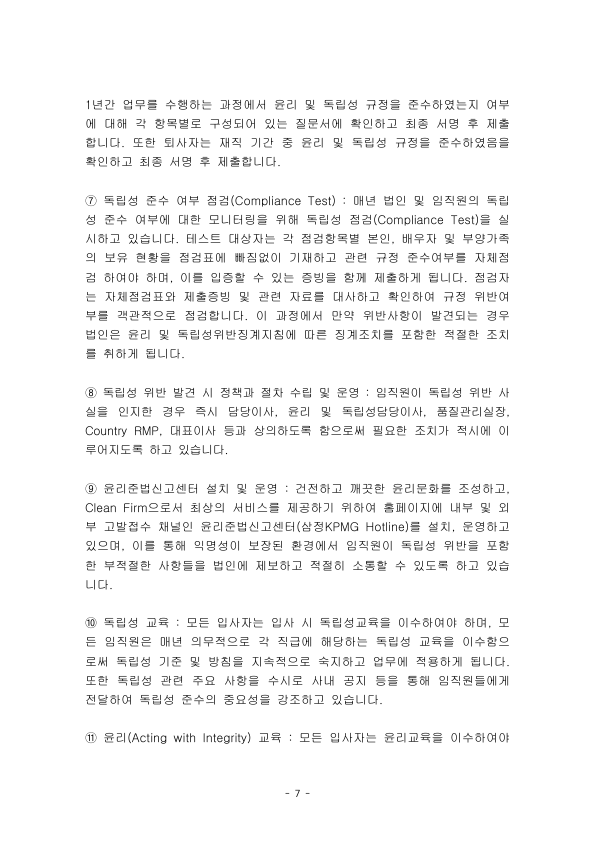 1년간 업무를 수행하는 과정에서 윤리 및 독립성 규정을 준수하였는지 여부
에 대해 각 항목별로 구성되어 있는 질문서에 확인하고 최종 서명 후 제출
합니다. 또한 퇴사자는 재직 기간 중 윤리 및 독립성 규정을 준수하였음을
확인하고 최종 서명 후 제출합니다.
⑦ 독립성 준수 여부 점검(Compliance Test) : 매년 법인 및 임직원의 독립
성 준수 여부에 대한 모니터링을 위해 독립성 점검(Compliance Test)을 실
시하고 있습니다. 테스트 대상자는 각 점검항목별 본인, 배우자 및 부양가족
의 보유 현황을 점검표에 빠짐없이 기재하고 관련 규정 준수여부를 자체점
검 하여야 하며, 이를 입증할 수 있는 증빙을 함께 제출하게 됩니다. 점검자
는 자체점검표와 제출증빙 및 관련 자료를 대사하고 확인하여 규정 위반여
부를 객관적으로 점검합니다. 이 과정에서 만약 위반사항이 발견되는 경우
법인은 윤리 및 독립성위반징계지침에 따른 징계조치를 포함한 적절한 조치
를 취하게 됩니다.
⑧ 독립성 위반 발견 시 정책과 절차 수립 및 운영 : 임직원이 독립성 위반 사
실을 인지한 경우 즉시 담당이사, 윤리 및 독립성담당이사, 품질관리실장,
Country RMP, 대표이사 등과 상의하도록 함으로써 필요한 조치가 적시에 이
루어지도록 하고 있습니다.
⑨ 윤리준법신고센터 설치 및 운영 : 건전하고 깨끗한 윤리문화를 조성하고,
Clean Firm으로서 최상의 서비스를 제공하기 위하여 홈페이지에 내부 및 외
부 고발접수 채널인 윤리준법신고센터(삼정KPMG Hotline)를 설치, 운영하고
있으며, 이를 통해 익명성이 보장된 환경에서 임직원이 독립성 위반을 포함
한 부적절한 사항들을 법인에 제보하고 적절히 소통할 수 있도록 하고 있습
니다.
⑩ 독립성 교육 : 모든 입사자는 입사 시 독립성교육을 이수하여야 하며, 모
든 임직원은 매년 의무적으로 각 직급에 해당하는 독립성 교육을 이수함으
로써 독립성 기준 및 방침을 지속적으로 숙지하고 업무에 적용하게 됩니다.
또한 독립성 관련 주요 사항을 수시로 사내 공지 등을 통해 임직원들에게
전달하여 독립성 준수의 중요성을 강조하고 있습니다.
⑪ 윤리(Acting with Integrity) 교육 : 모든 입사자는 윤리교육을 이수하여야
- 7 -